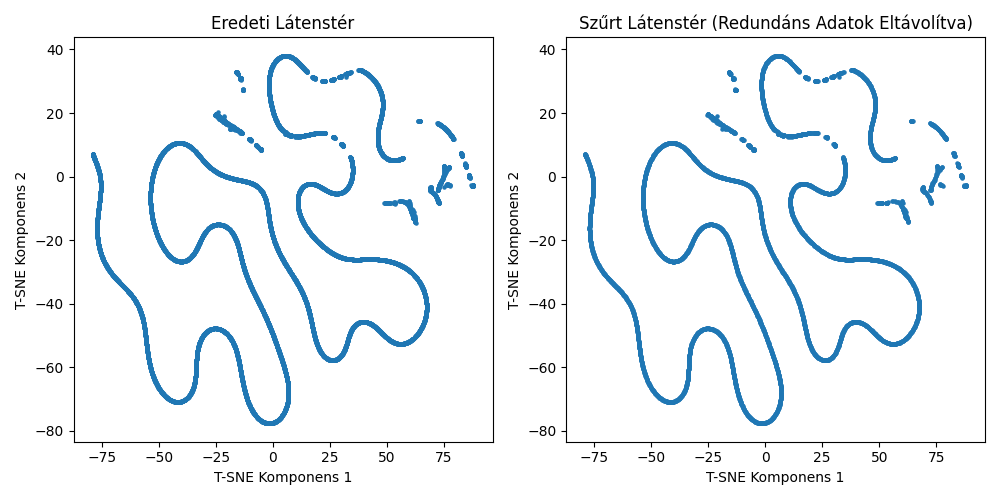 Eredeti Látenstér
40
20
0
−20
−40
−60
−80
T-SNE Komponens 2
−75 −50 −25 0 25 50 75
T-SNE Komponens 1
Szűrt Látenstér (Redundáns Adatok Eltávolítva)
40
20
0
−20
−40
−60
−80
T-SNE Komponens 2
−75 −50 −25 0 25 50 75
T-SNE Komponens 1